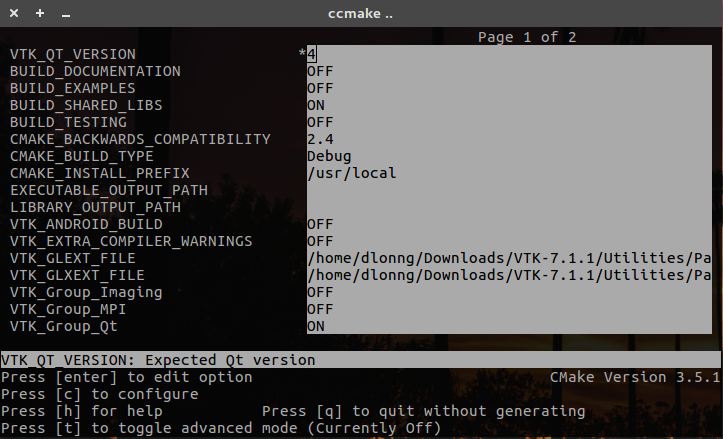 ccmake ..
Page 1 of 2
VTK_QT_VERSION *4
BUILD_DOCUMENTATION OFF
BUILD_EXAMPLES OFF
BUILD_SHARED_LIBS ON
BUILD_TESTING OFF
CMAKE_BACKWARDS_COMPATIBILITY 2.4
CMAKE_BUILD_TYPE Debug
CMAKE_INSTALL_PREFIX /usr/local
EXECUTABLE_OUTPUT_PATH
LIBRARY_OUTPUT_PATH
VTK_ANDROID_BUILD OFF
VTK_EXTRA_COMPILER_WARNINGS OFF
VTK_GLEXT_FILE /home/dlonng/Downloads/VTK-7.1.1/Utilities/Pa
VTK_GLXEXT_FILE /home/dlonng/Downloads/VTK-7.1.1/Utilities/Pa
VTK_Group_Imaging OFF
VTK_Group_MPI OFF
VTK_Group_Qt ON
VTK_QT_VERSION: Expected Qt version
Press [enter] to edit option CMake Version 3.5.1
Press [c] to configure
Press [h] for help Press [q] to quit without generating
Press [t] to toggle advanced mode (Currently Off)